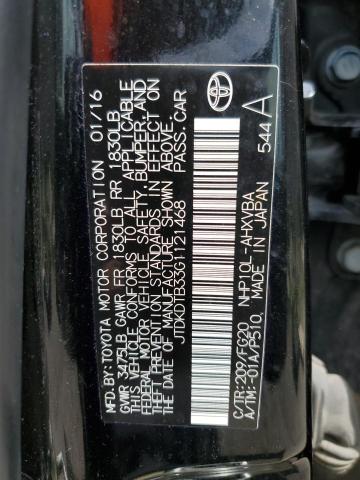 MFD. BY:
TOYOTA MOTOR CORPORATION 01/16
GVWR 3475LB GAWR FR 1830LB RR 1830LB
THIS VEHICLE CONFORMS TO ALL APPLICABLE
FEDERAL MOTOR VEHICLE SAFETY, BUMPER, AND
THEFT PREVENTION STANDARDS IN EFFECT ON
THE DATE OF MANUFACTURE SHOWN ABOVE.
JTDKDTB33G1121468 PASS.CAR
C/TR:209/FG20 NHP10L-AHXVBA
A/TM:-01A/P510 MADE IN JAPAN
544A
TOYOTA